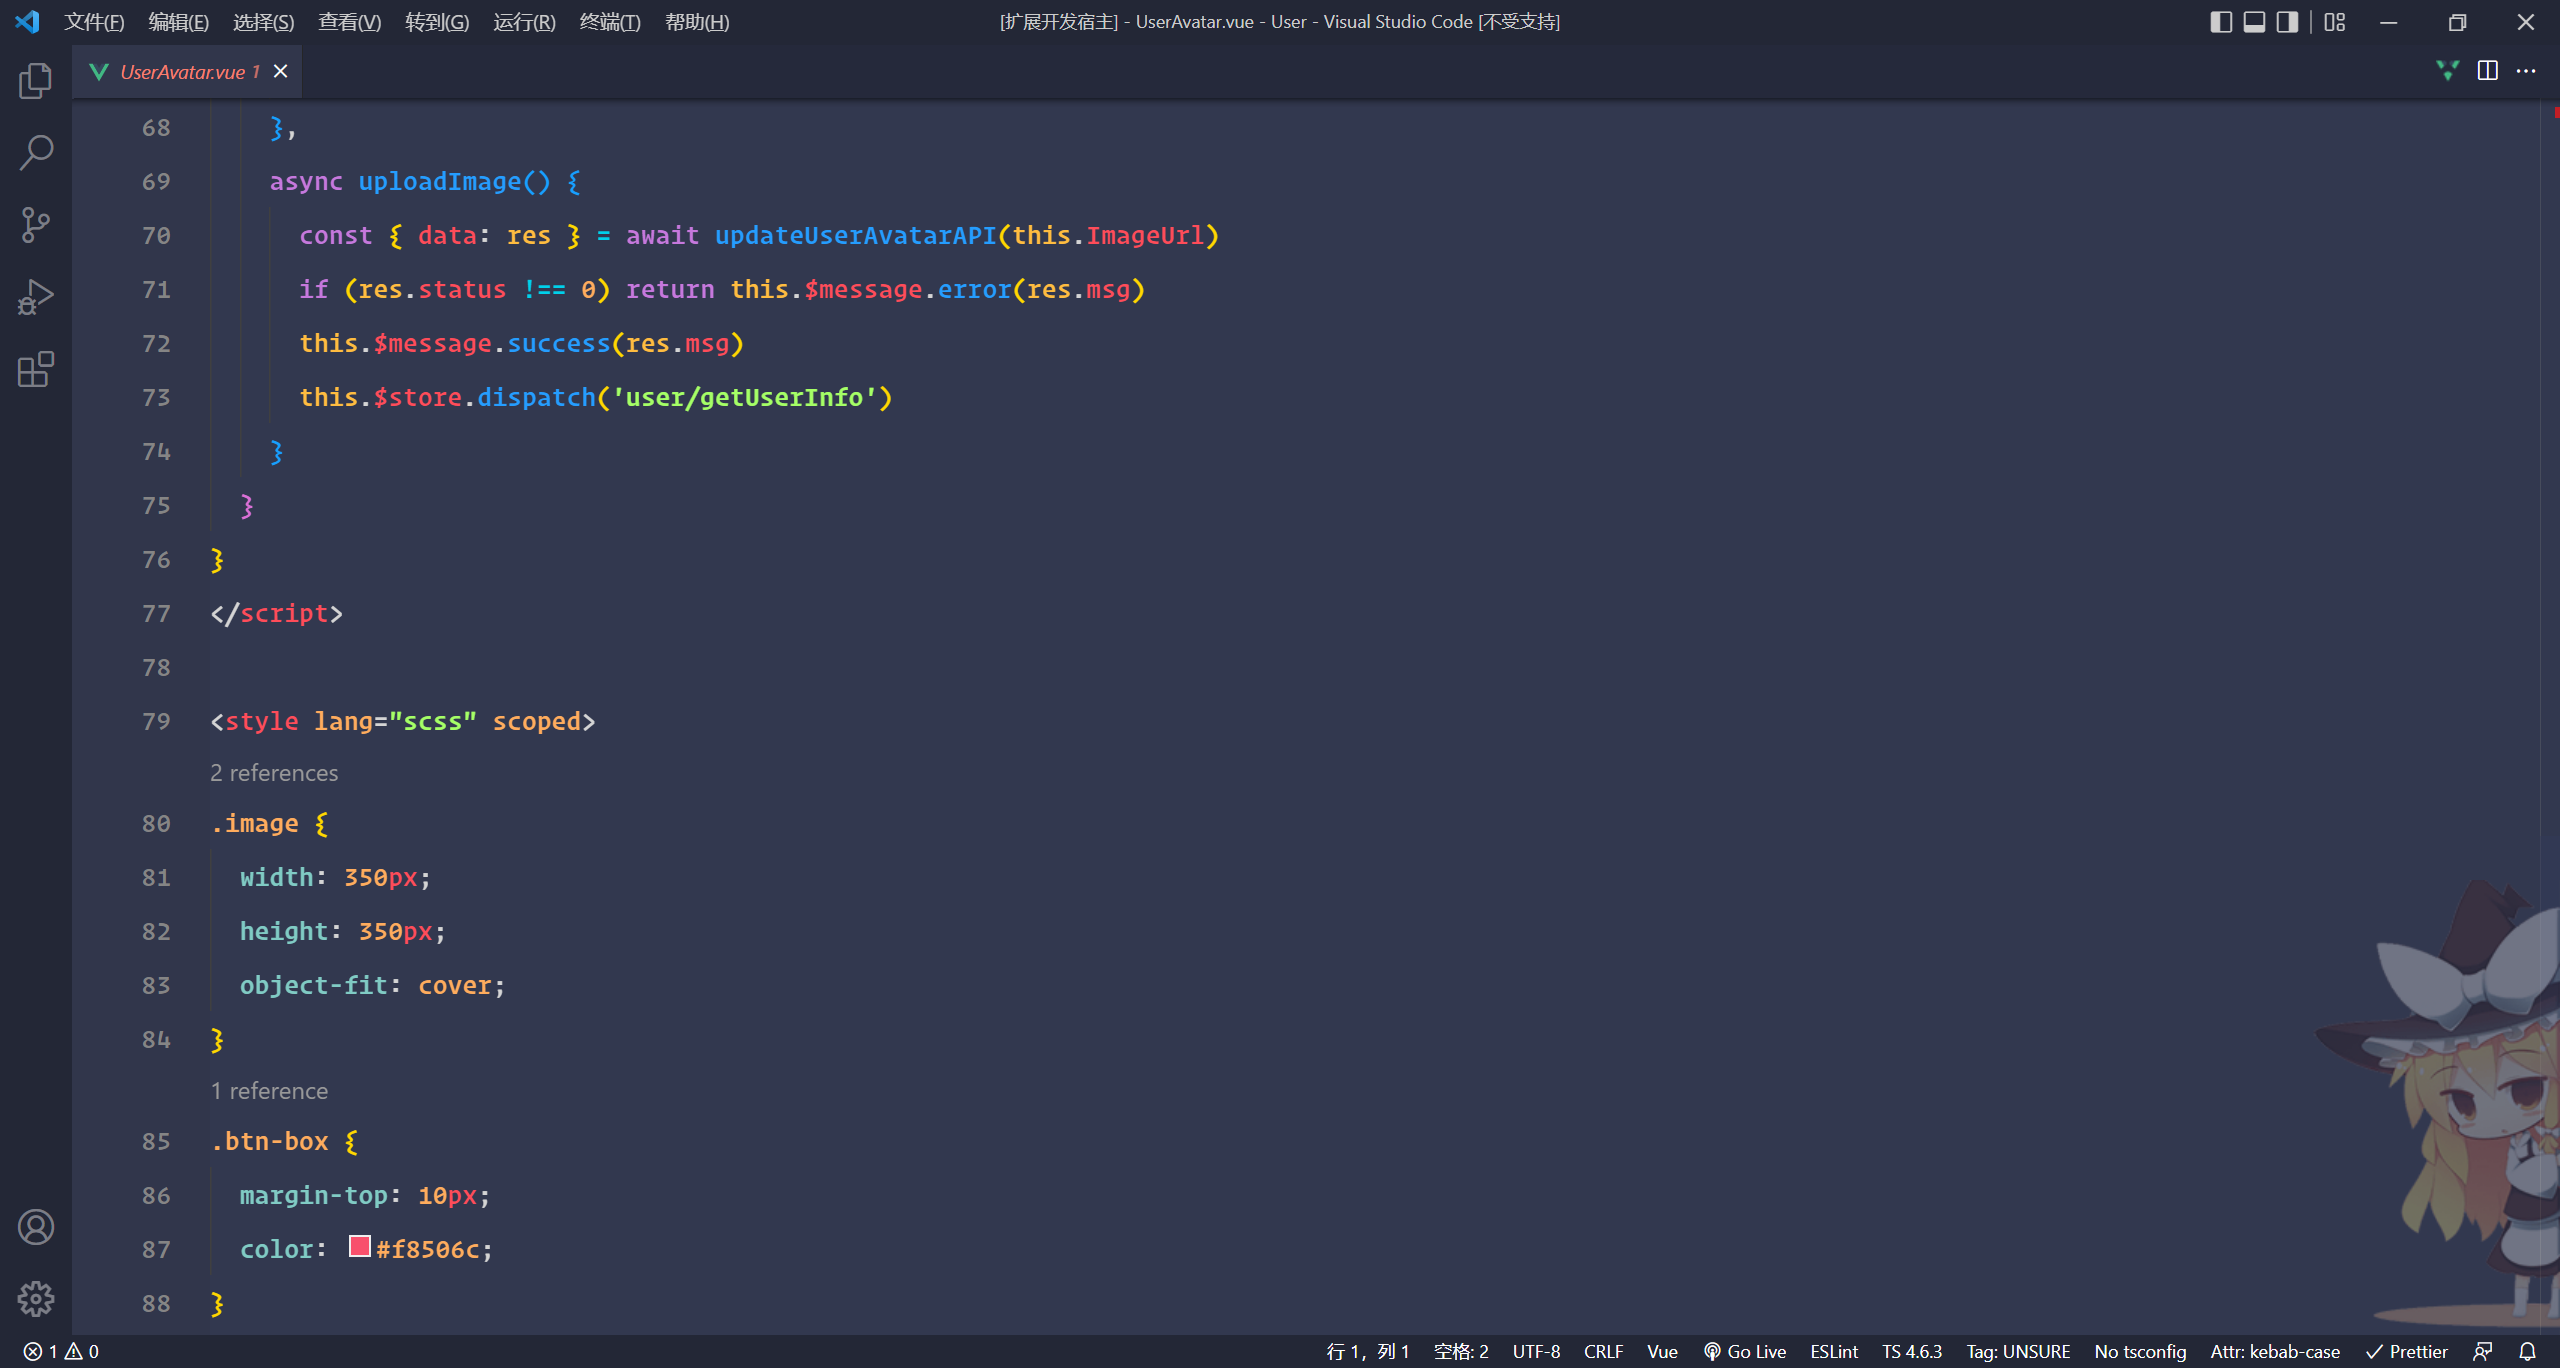 文件(F) 编辑(E) 选择(S) 查看(V) 转到(G) 运行(R) 终端(T) 帮助(H) [扩展开发宿主] - UserAvatar.vue - User - Visual Studio Code [不受支持]
UserAvatar.vue 1
68 },
69 async uploadImage() {
70 const { data: res } = await updateUserAvatarAPI(this.ImageUrl)
71 if (res.status !== 0) return this.$message.error(res.msg)
72 this.$message.success(res.msg)
73 this.$store.dispatch('user/getUserInfo')
74 }
75 }
76 }
77 </script>
78
79 <style lang="scss" scoped>
2 references
80 .image {
81 width: 350px;
82 height: 350px;
83 object-fit: cover;
84 }
1 reference
85 .btn-box {
86 margin-top: 10px;
87 color: #f8506c;
88 }
1 0 行 1，列 1 空格: 2 UTF-8 CRLF Vue Go Live ESLint TS 4.6.3 Tag: UNSURE No tsconfig Attr: kebab-case Prettier